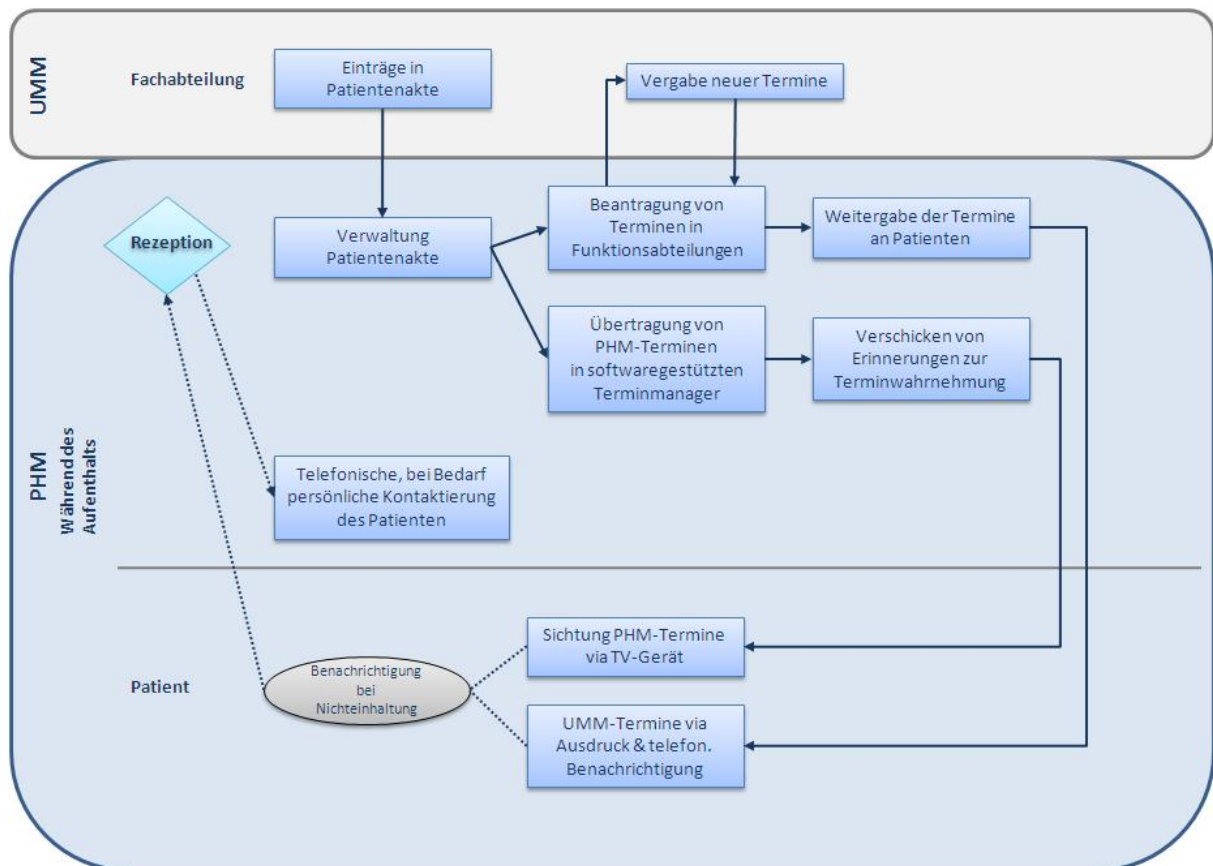 UMM
Fachabteilung
Einträge in
Patientenakte
Vergabe neuer Termine
PHM
Während des
Aufenthalts
Rezeption
Verwaltung
Patientenakte
Beantragung von
Terminen in
Funktionsabteilungen
Weitergabe der Termine
an Patienten
Übertragung von
PHM-Terminen
in softwaregestützten
Terminmanager
Verschicken von
Erinnerungen zur
Terminwahrnehmung
Telefonische, bei Bedarf
persönliche Kontaktierung
des Patienten
Patient
Benachrichtigung
bei
Nichteinhaltung
Sichtung PHM-Termine
via TV-Gerät
UMM-Termine via
Ausdruck & telefon.
Benachrichtigung